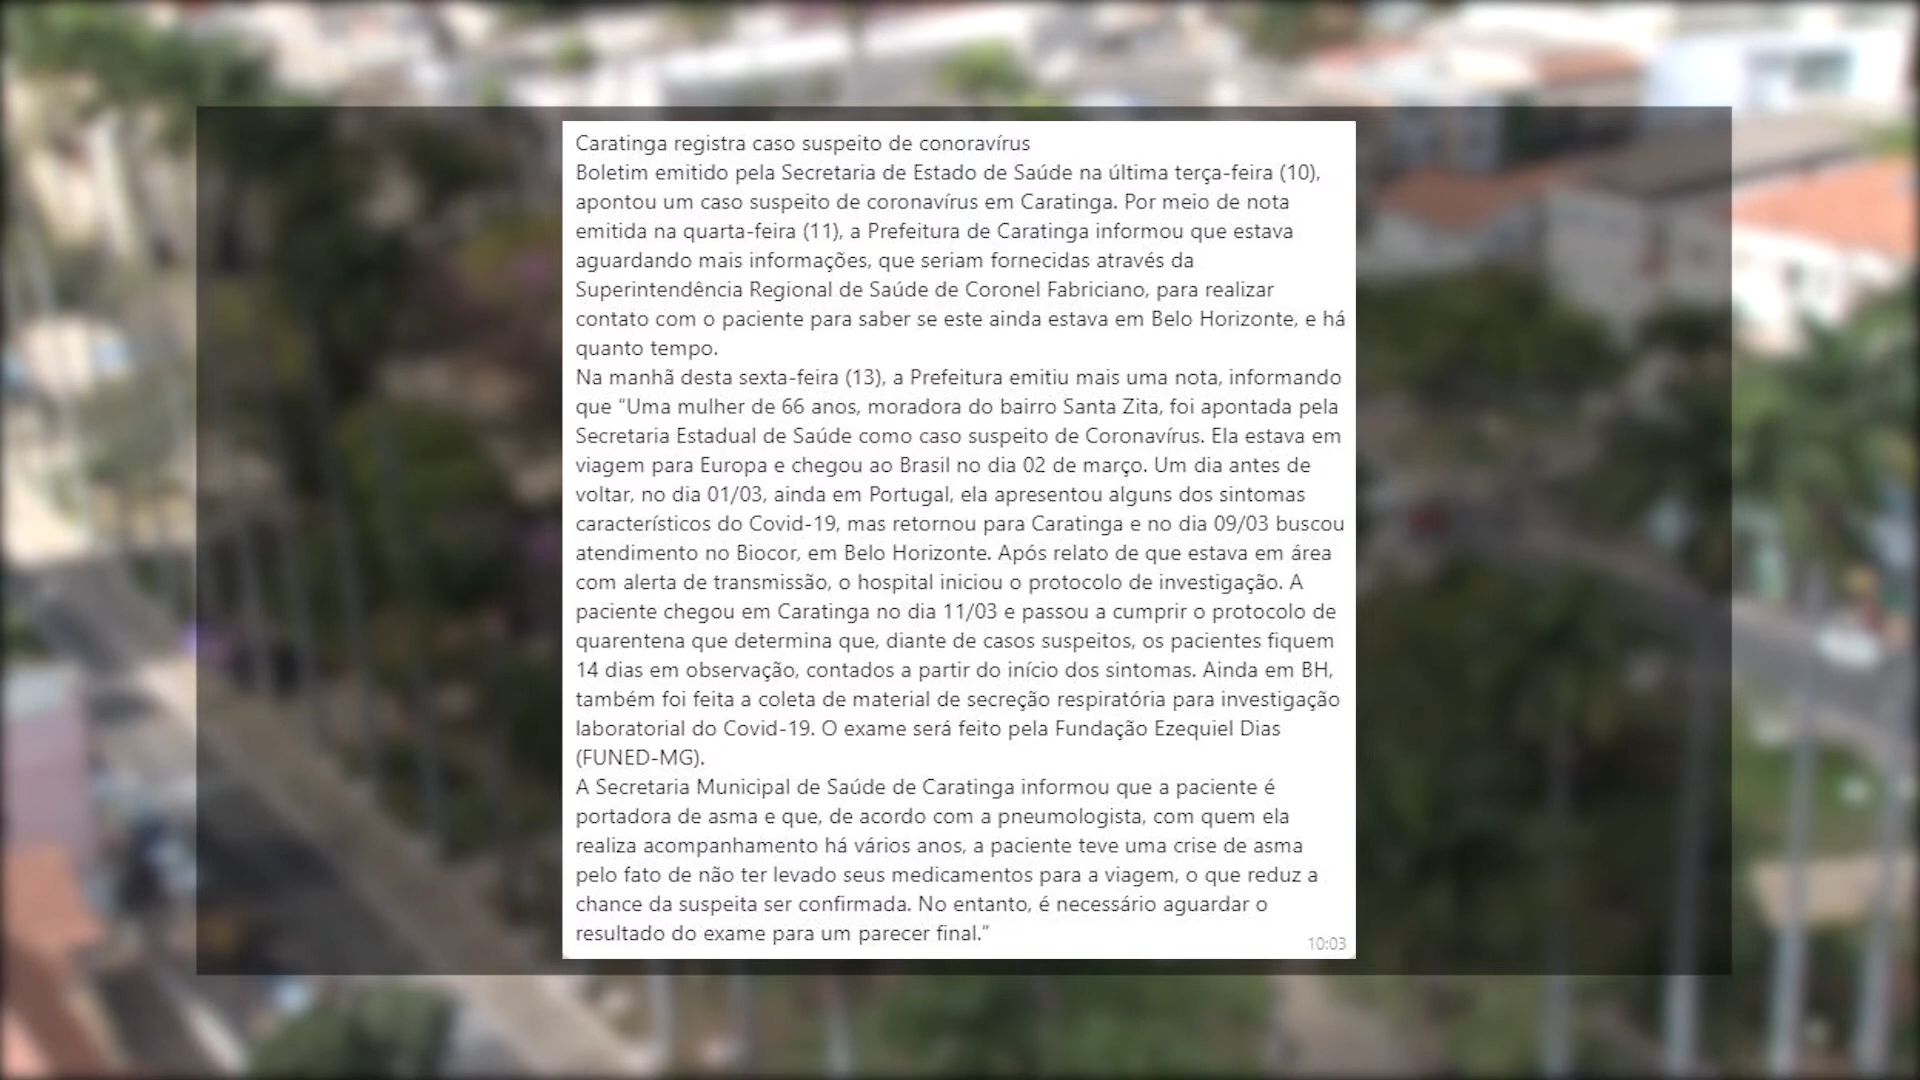 Caratinga registra caso suspeito de conoravírus
Boletim emitido pela Secretaria de Estado de Saúde na última terça-feira (10),
apontou um caso suspeito de coronavírus em Caratinga. Por meio de nota
emitida na quarta-feira (11), a Prefeitura de Caratinga informou que estava
aguardando mais informações, que seriam fornecidas através da
Superintendência Regional de Saúde de Coronel Fabriciano, para realizar
contato com o paciente para saber se este ainda estava em Belo Horizonte, e há
quanto tempo.
Na manhã desta sexta-feira (13), a Prefeitura emitiu mais uma nota, informando
que “Uma mulher de 66 anos, moradora do bairro Santa Zita, foi apontada pela
Secretaria Estadual de Saúde como caso suspeito de Coronavírus. Ela estava em
viagem para Europa e chegou ao Brasil no dia 02 de março. Um dia antes de
voltar, no dia 01/03, ainda em Portugal, ela apresentou alguns dos sintomas
característicos do Covid-19, mas retornou para Caratinga e no dia 09/03 buscou
atendimento no Biocor, em Belo Horizonte. Após relato de que estava em área
com alerta de transmissão, o hospital iniciou o protocolo de investigação. A
paciente chegou em Caratinga no dia 11/03 e passou a cumprir o protocolo de
quarentena que determina que, diante de casos suspeitos, os pacientes fiquem
14 dias em observação, contados a partir do início dos sintomas. Ainda em BH,
também foi feita a coleta de material de secreção respiratória para investigação
laboratorial do Covid-19. O exame será feito pela Fundação Ezequiel Dias
(FUNED-MG).
A Secretaria Municipal de Saúde de Caratinga informou que a paciente é
portadora de asma e que, de acordo com a pneumologista, com quem ela
realiza acompanhamento há vários anos, a paciente teve uma crise de asma
pelo fato de não ter levado seus medicamentos para a viagem, o que reduz a
chance da suspeita ser confirmada. No entanto, é necessário aguardar o
resultado do exame para um parecer final.”
10:03